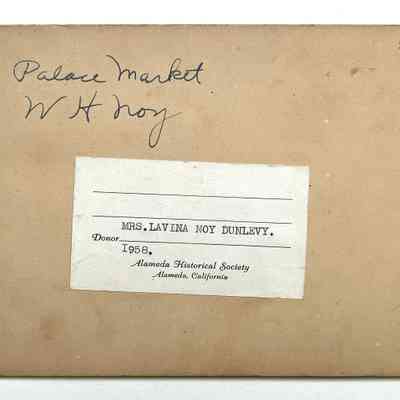 Palace Market
W H Noy
MRS.LAVINA NOY DUNLEVY.
Donor
1958.
Alameda Historical Society
Alameda, California